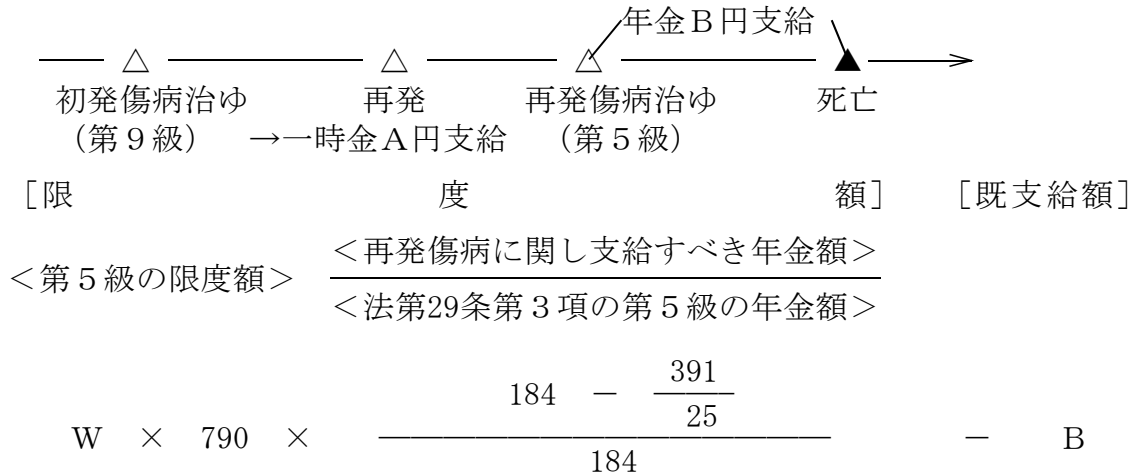 年金Ｂ円支給
△ △ △ ▲
初発傷病治ゆ 再発 再発傷病治ゆ 死亡
（第９級） →一時金Ａ円支給 （第５級）
［限 度 額］ ［既支給額］
＜再発傷病に関し支給すべき年金額＞
＜第５級の限度額＞
＜法第29条第３項の第５級の年金額＞
391
184 －
25
Ｗ × 790 × － Ｂ
184